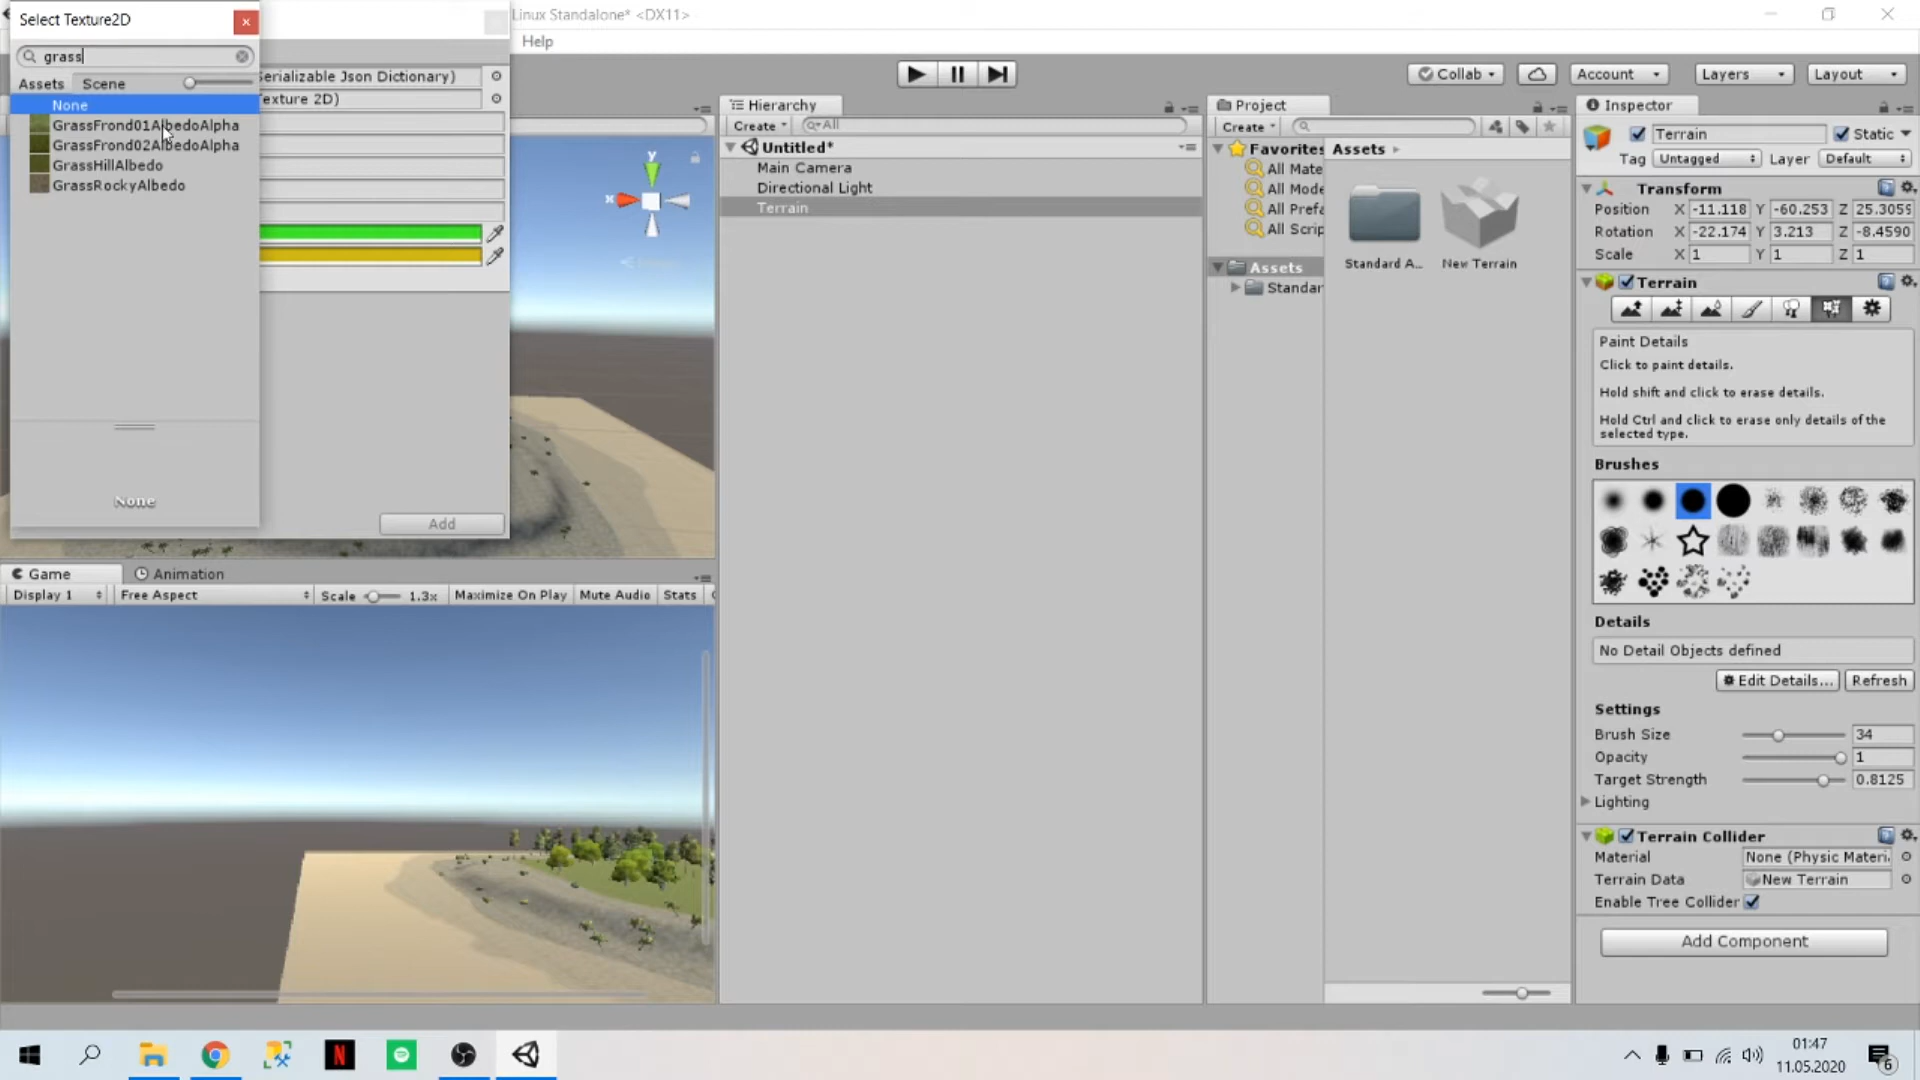 Select Texture2D
Linux Standalone* <DX11>
Help
grass
Assets
Scene
Serializable Json Dictionary)
Texture 2D)
None
GrassFrond01AlbedoAlpha
GrassFrond02AlbedoAlpha
GrassHillAlbedo
GrassRockyAlbedo
None
Add
y
x
Game
Animation
Display 1
Free Aspect
Scale
1.3x
Maximize On Play
Mute Audio
Stats
Collab
Account
Layers
Layout
Hierarchy
Create
All
Untitled*
Main Camera
Directional Light
Terrain
Project
Create
Favorites
All Mate
All Mode
All Prefa
All Scrip
Assets
Standar
Assets
Standard A...
New Terrain
Inspector
Terrain
Static
Tag
Untagged
Layer
Default
Transform
Position X -11.118 Y -60.253 Z 25.3059
Rotation X -22.174 Y 3.213 Z -8.4590
Scale X 1 Y 1 Z 1
Terrain
Paint Details
Click to paint details.
Hold shift and click to erase details.
Hold Ctrl and click to erase only details of the
selected type.
Brushes
Details
No Detail Objects defined
Edit Details...
Refresh
Settings
Brush Size 34
Opacity 1
Target Strength 0.8125
Lighting
Terrain Collider
Material None (Physic Materi
Terrain Data New Terrain
Enable Tree Collider
Add Component
N
01:47
11.05.2020
6